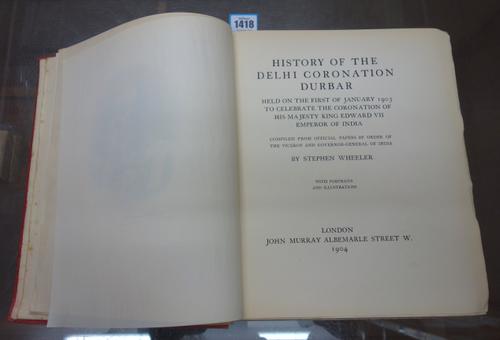 1418
HISTORY OF THE
DELHI CORONATION
DURBAR
HELD ON THE FIRST OF JANUARY 1903
TO CELEBRATE THE CORONATION OF
HIS MAJESTY KING EDWARD VII
EMPEROR OF INDIA
COMPILED FROM OFFICIAL PAPERS BY ORDER OF
THE VICEROY AND GOVERNOR-GENERAL OF INDIA
BY STEPHEN WHEELER
WITH PORTRAITS
AND ILLUSTRATIONS
LONDON
JOHN MURRAY ALBEMARLE STREET W.
1904